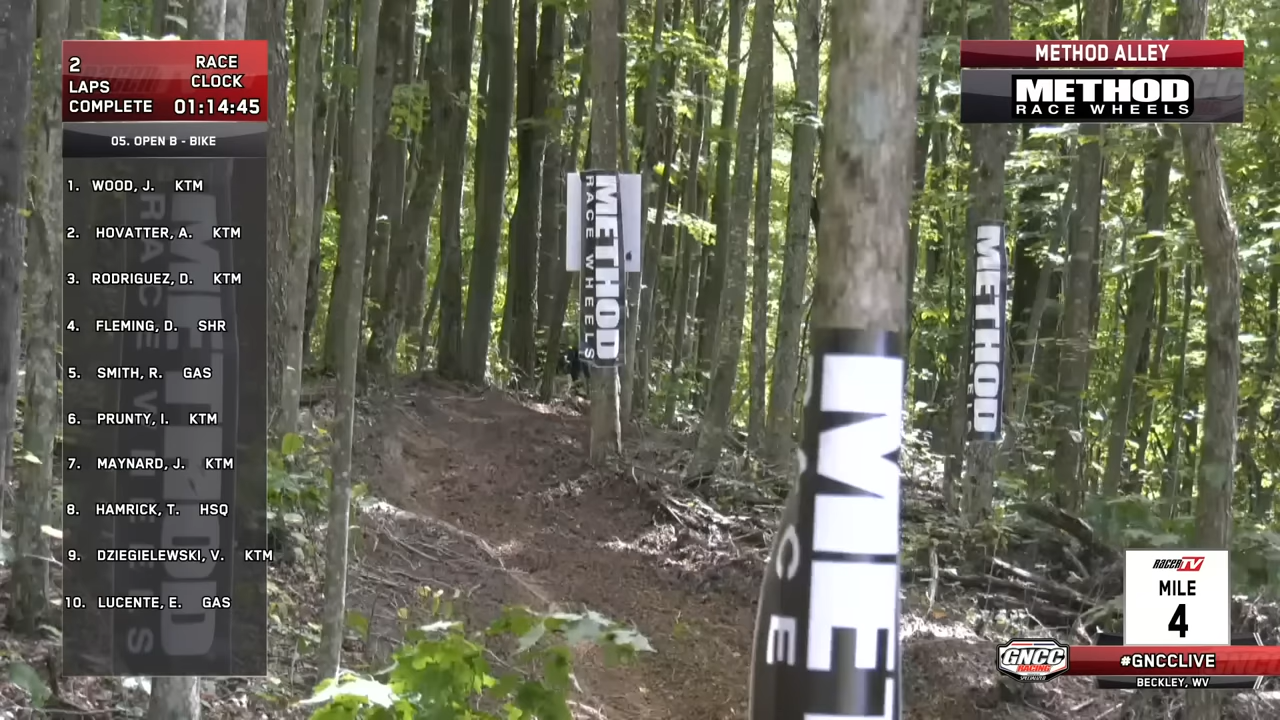 2
LAPS
COMPLETE
RACE
CLOCK
01:14:45
05. OPEN B - BIKE
1. WOOD, J. KTM
2. HOVATTER, A. KTM
3. RODRIGUEZ, D. KTM
4. FLEMING, D. SHR
5. SMITH, R. GAS
6. PRUNTY, I. KTM
7. MAYNARD, J. KTM
8. HAMRICK, T. HSQ
9. DZIEGIELEWSKI, V. KTM
10. LUCENTE, E. GAS
METHOD
RACE WHEELS
METHOD
METHOD ALLEY
METHOD
RACE WHEELS
RACER TV
MILE
4
GNCC
RACING
SPECIALIZED
#GNCCLIVE
BECKLEY, WV